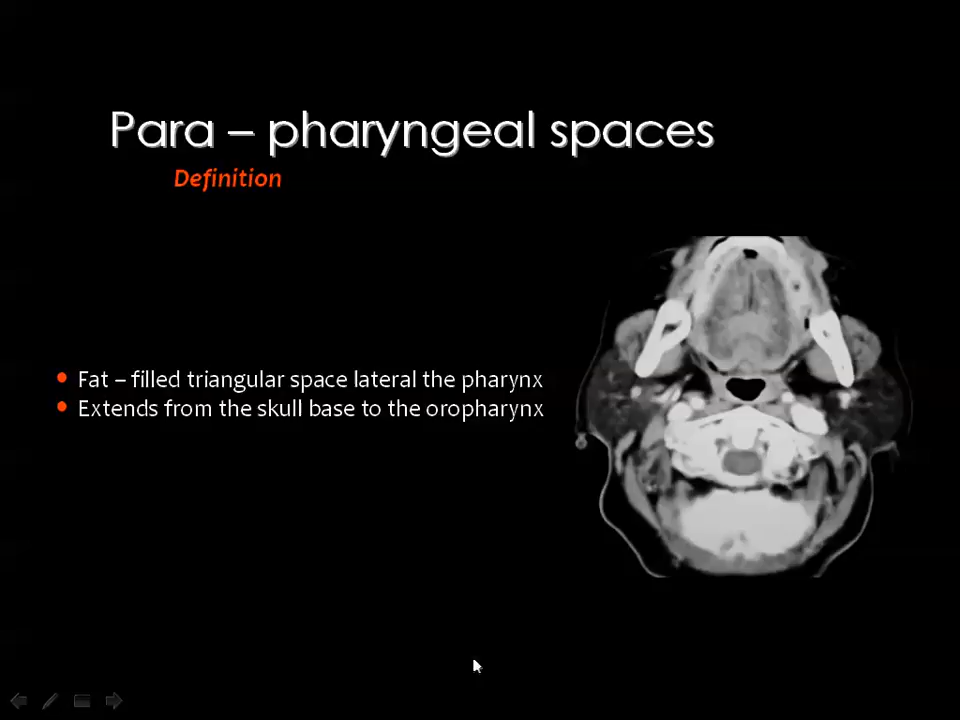 Para – pharyngeal spaces
Definition
Fat – filled triangular space lateral the pharynx
Extends from the skull base to the oropharynx